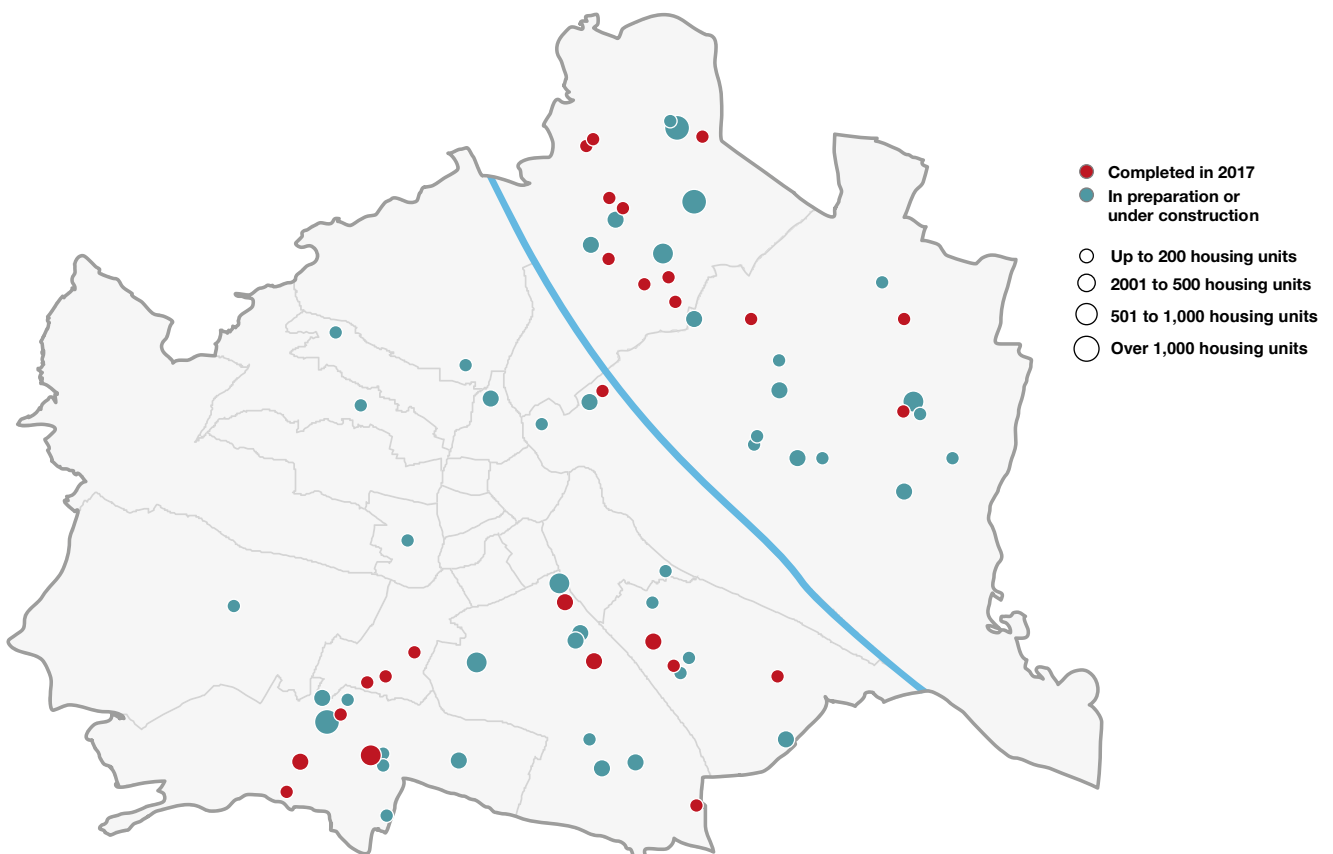 Completed in 2017
In preparation or
under construction
Up to 200 housing units
2001 to 500 housing units
501 to 1,000 housing units
Over 1,000 housing units